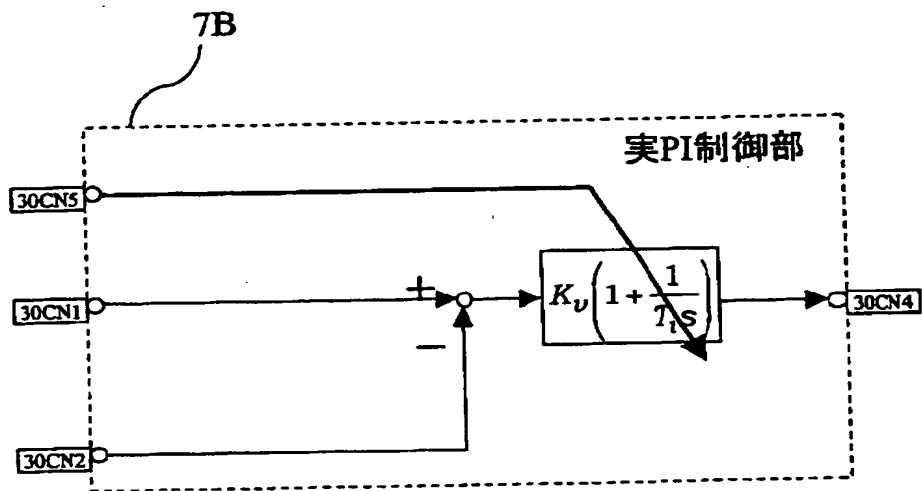 7B
実PI制御部
30CN5
30CN1
+
K_v(1 + 1/(T_i s))
30CN4
−
30CN2